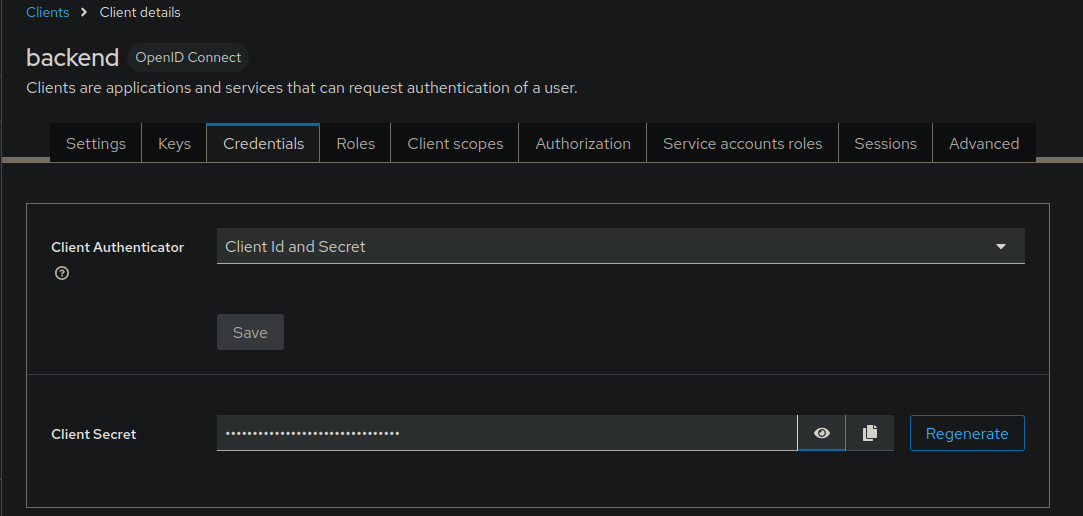 Clients > Client details
backend OpenID Connect
Clients are applications and services that can request authentication of a user.
Settings Keys Credentials Roles Client scopes Authorization Service accounts roles Sessions Advanced
Client Authenticator Client Id and Secret
Save
Client Secret •••••••••••••••••••••••••••••••• Regenerate